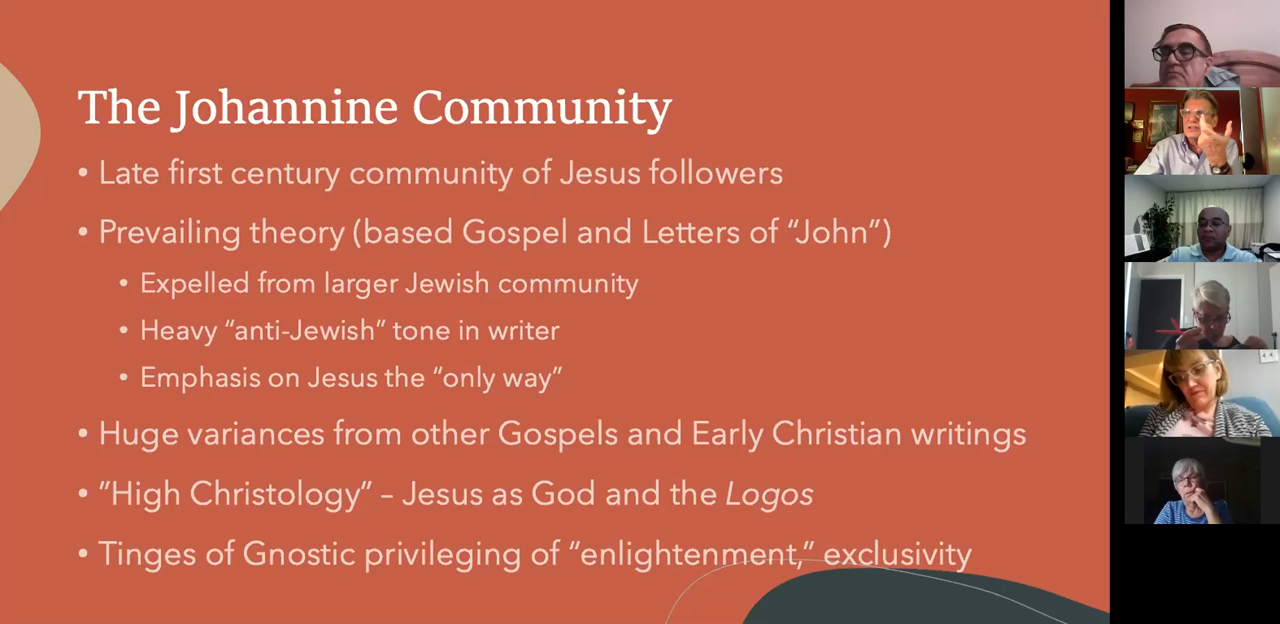 The Johannine Community
• Late first century community of Jesus followers
• Prevailing theory (based Gospel and Letters of “John”)
• Expelled from larger Jewish community
• Heavy “anti-Jewish” tone in writer
• Emphasis on Jesus the “only way”
• Huge variances from other Gospels and Early Christian writings
• ”High Christology” – Jesus as God and the Logos
• Tinges of Gnostic privileging of “enlightenment,” exclusivity